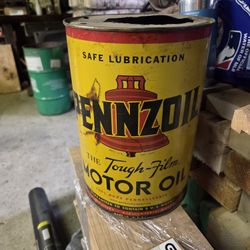 SAFE LUBRICATION
PENNZOIL
THE Tough-Film
MOTOR OIL